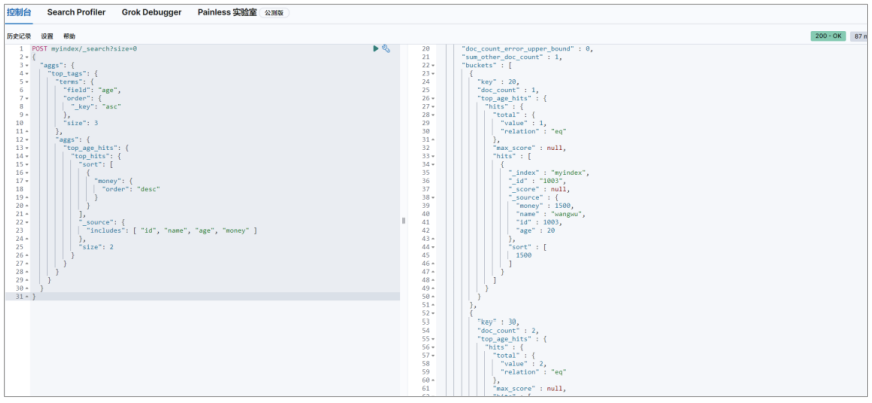 控制台 Search Profiler Grok Debugger Painless 实验室 公测版
历史记录 设置 帮助 200 - OK 87 m
1 POST myindex/_search?size=0
2 {
3 "aggs": {
4 "top_tags": {
5 "terms": {
6 "field": "age",
7 "order": {
8 "_key": "asc"
9 },
10 "size": 3
11 },
12 "aggs": {
13 "top_age_hits": {
14 "top_hits": {
15 "sort": [
16 {
17 "money": {
18 "order": "desc"
19 }
20 }
21 ],
22 "_source": {
23 "includes": [ "id", "name", "age", "money" ]
24 },
25 "size": 2
26 }
27 }
28 }
29 }
30 }
31 }
20 "doc_count_error_upper_bound" : 0,
21 "sum_other_doc_count" : 1,
22 "buckets" : [
23 {
24 "key" : 20,
25 "doc_count" : 1,
26 "top_age_hits" : {
27 "hits" : {
28 "total" : {
29 "value" : 1,
30 "relation" : "eq"
31 },
32 "max_score" : null,
33 "hits" : [
34 {
35 "_index" : "myindex",
36 "_id" : "1003",
37 "_score" : null,
38 "_source" : {
39 "money" : 1500,
40 "name" : "wangwu",
41 "id" : 1003,
42 "age" : 20
43 },
44 "sort" : [
45 1500
46 ]
47 }
48 ]
49 }
50 }
51 },
52 {
53 "key" : 30,
54 "doc_count" : 2,
55 "top_age_hits" : {
56 "hits" : {
57 "total" : {
58 "value" : 2,
59 "relation" : "eq"
60 },
61 "max_score" : null,